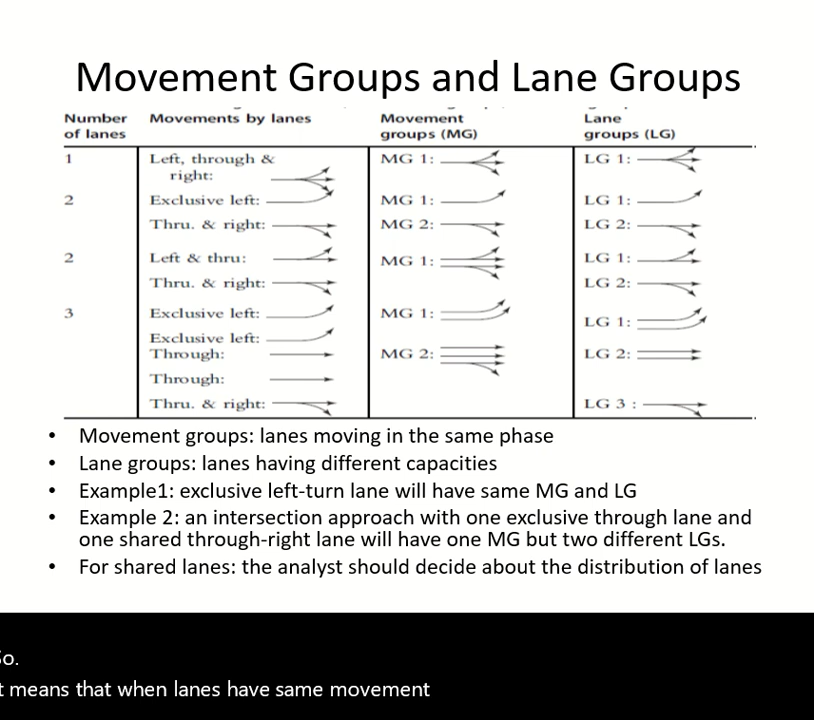 Movement Groups and Lane Groups
Number of lanes Movements by lanes Movement groups (MG) Lane groups (LG)
1 Left, through & right: MG 1: LG 1:
2 Exclusive left: MG 1: LG 1:
Thru. & right: MG 2: LG 2:
2 Left & thru: MG 1: LG 1:
Thru. & right: LG 2:
3 Exclusive left: MG 1: LG 1:
Exclusive left:
Through: MG 2: LG 2:
Through:
Thru. & right: LG 3 :
• Movement groups: lanes moving in the same phase
• Lane groups: lanes having different capacities
• Example1: exclusive left-turn lane will have same MG and LG
• Example 2: an intersection approach with one exclusive through lane and
one shared through-right lane will have one MG but two different LGs.
• For shared lanes: the analyst should decide about the distribution of lanes
So.
t means that when lanes have same movement